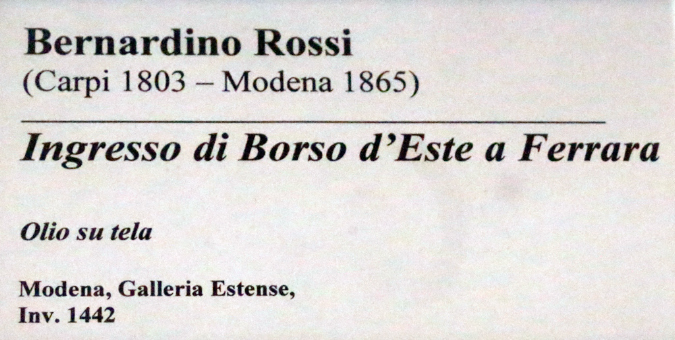 Bernardino Rossi
(Carpi 1803 – Modena 1865)
Ingresso di Borso d'Este a Ferrara
Olio su tela
Modena, Galleria Estense,
Inv. 1442